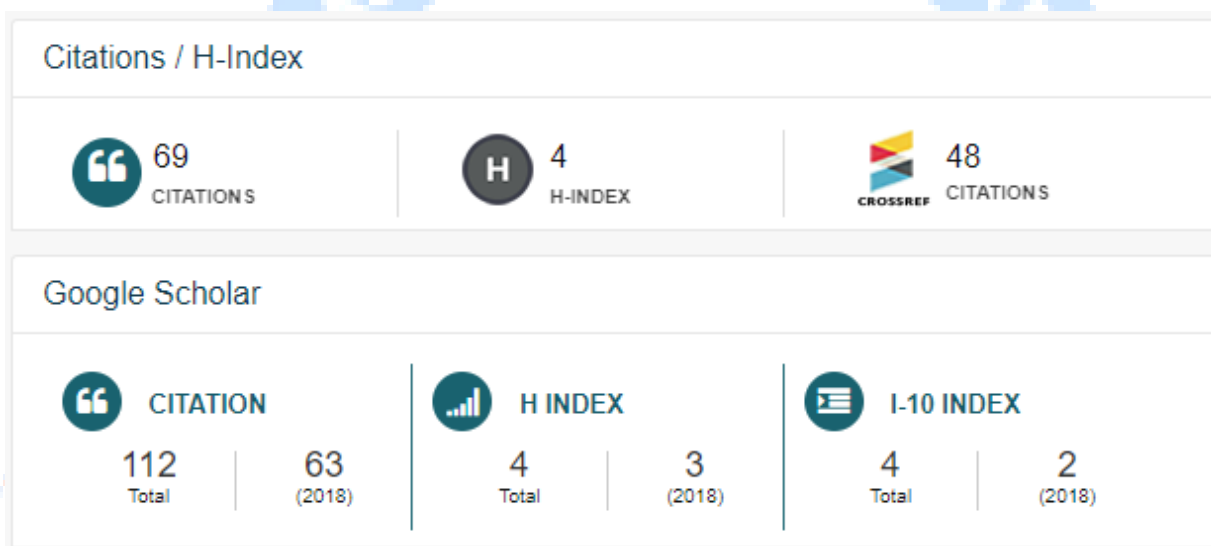 Citations / H-Index
69
CITATIONS
H
4
H-INDEX
CROSSREF
48
CITATIONS
Google Scholar
CITATION
112
Total
63
(2018)
H INDEX
4
Total
3
(2018)
I-10 INDEX
4
Total
2
(2018)